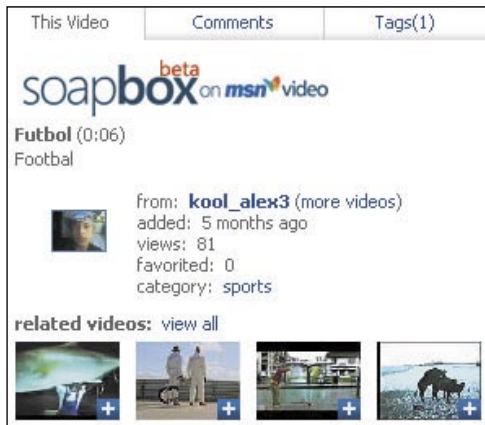 This Video Comments Tags(1)
beta
soapbox on msn video
Futbol (0:06)
Footbal
from: kool_alex3 (more videos)
added: 5 months ago
views: 81
favorited: 0
category: sports
related videos: view all